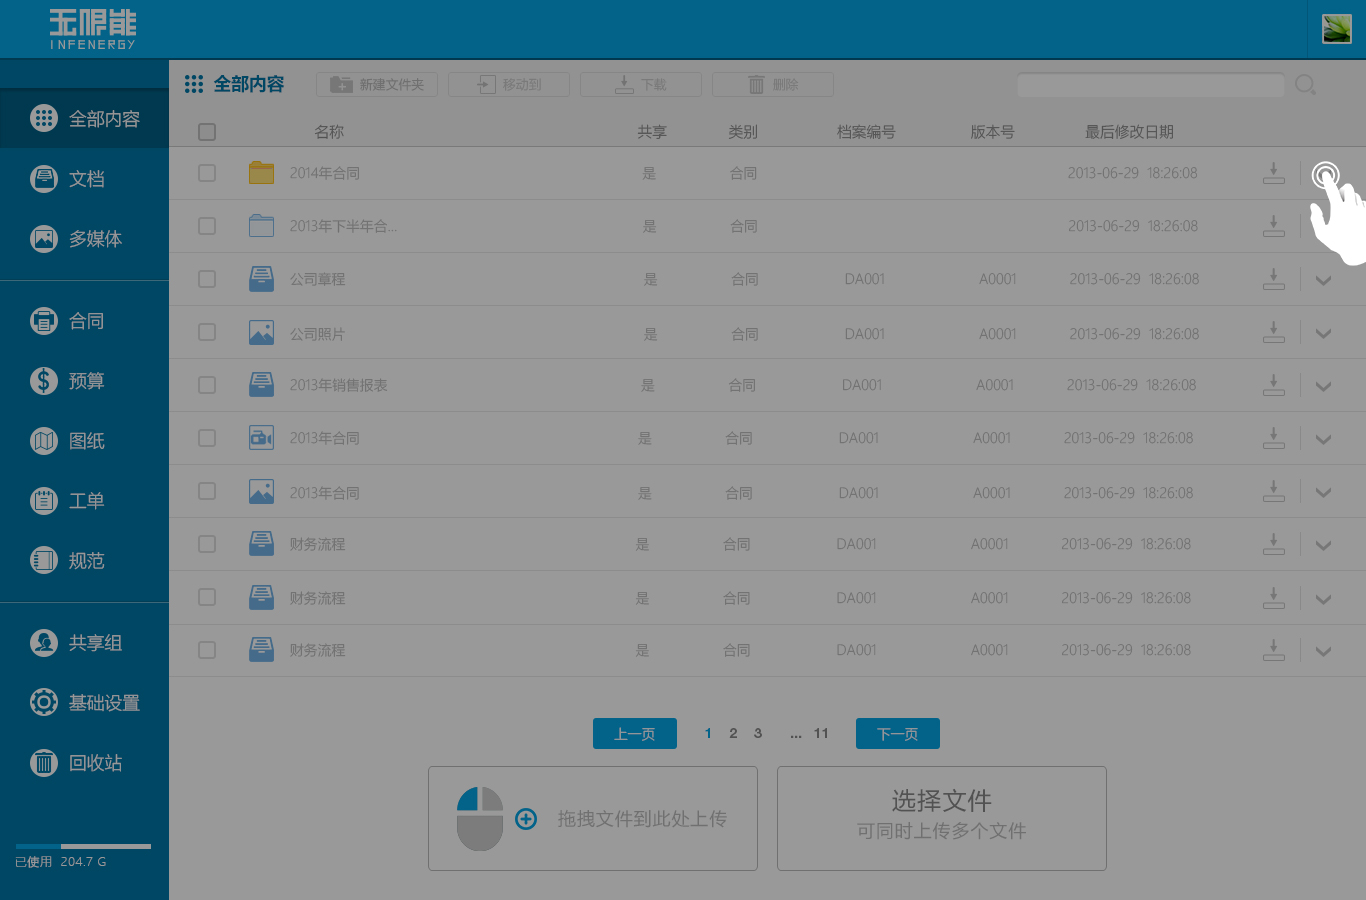 无限能
INFENERGY
全部内容
文档
多媒体
合同
预算
图纸
工单
规范
共享组
基础设置
回收站
已使用 204.7 G
全部内容 新建文件夹 移动到 下载 删除
名称 共享 类别 档案编号 版本号 最后修改日期
2014年合同 是 合同 2013-06-29 18:26:08
2013年下半年合... 是 合同 2013-06-29 18:26:08
公司章程 是 合同 DA001 A0001 2013-06-29 18:26:08
公司照片 是 合同 DA001 A0001 2013-06-29 18:26:08
2013年销售报表 是 合同 DA001 A0001 2013-06-29 18:26:08
2013年合同 是 合同 DA001 A0001 2013-06-29 18:26:08
2013年合同 是 合同 DA001 A0001 2013-06-29 18:26:08
财务流程 是 合同 DA001 A0001 2013-06-29 18:26:08
财务流程 是 合同 DA001 A0001 2013-06-29 18:26:08
财务流程 是 合同 DA001 A0001 2013-06-29 18:26:08
上一页 1 2 3 ... 11 下一页
拖拽文件到此处上传
选择文件
可同时上传多个文件